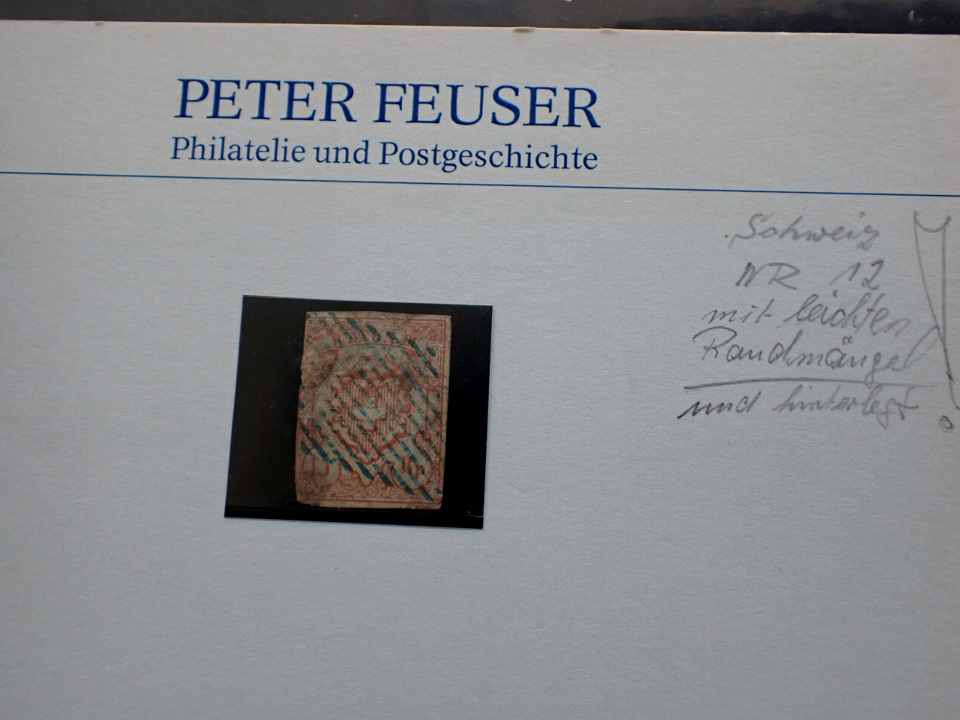 PETER FEUSER
Philatelie und Postgeschichte
Schweiz
NR 12
mit leichten
Randmängel
und hinterlegt